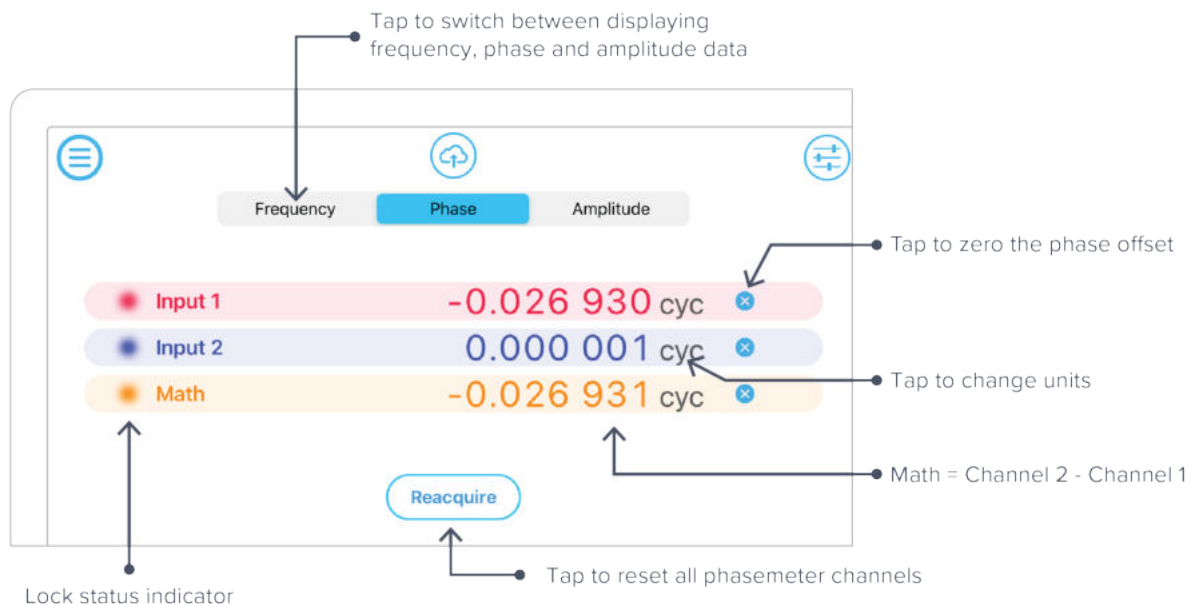 Tap to switch between displaying
frequency, phase and amplitude data
Frequency Phase Amplitude
Tap to zero the phase offset
Input 1 -0.026 930 cyc
Input 2 0.000 001 cyc
Tap to change units
Math -0.026 931 cyc
Math = Channel 2 - Channel 1
Reacquire
Tap to reset all phasemeter channels
Lock status indicator